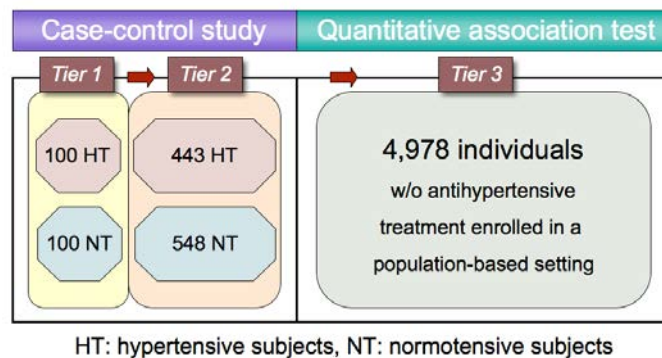 Case-control study
Quantitative association test
Tier 1
Tier 2
Tier 3
100 HT
443 HT
100 NT
548 NT
4,978 individuals
w/o antihypertensive
treatment enrolled in a
population-based setting
HT: hypertensive subjects, NT: normotensive subjects